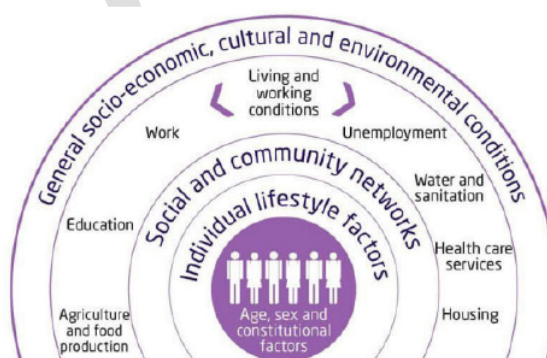 General socio-economic, cultural and environmental conditions
Living and
working
conditions
Work
Unemployment
Social and community networks
Water and
sanitation
Individual lifestyle factors
Education
Health care
services
Agriculture
and food
production
Age, sex and
constitutional
factors
Housing